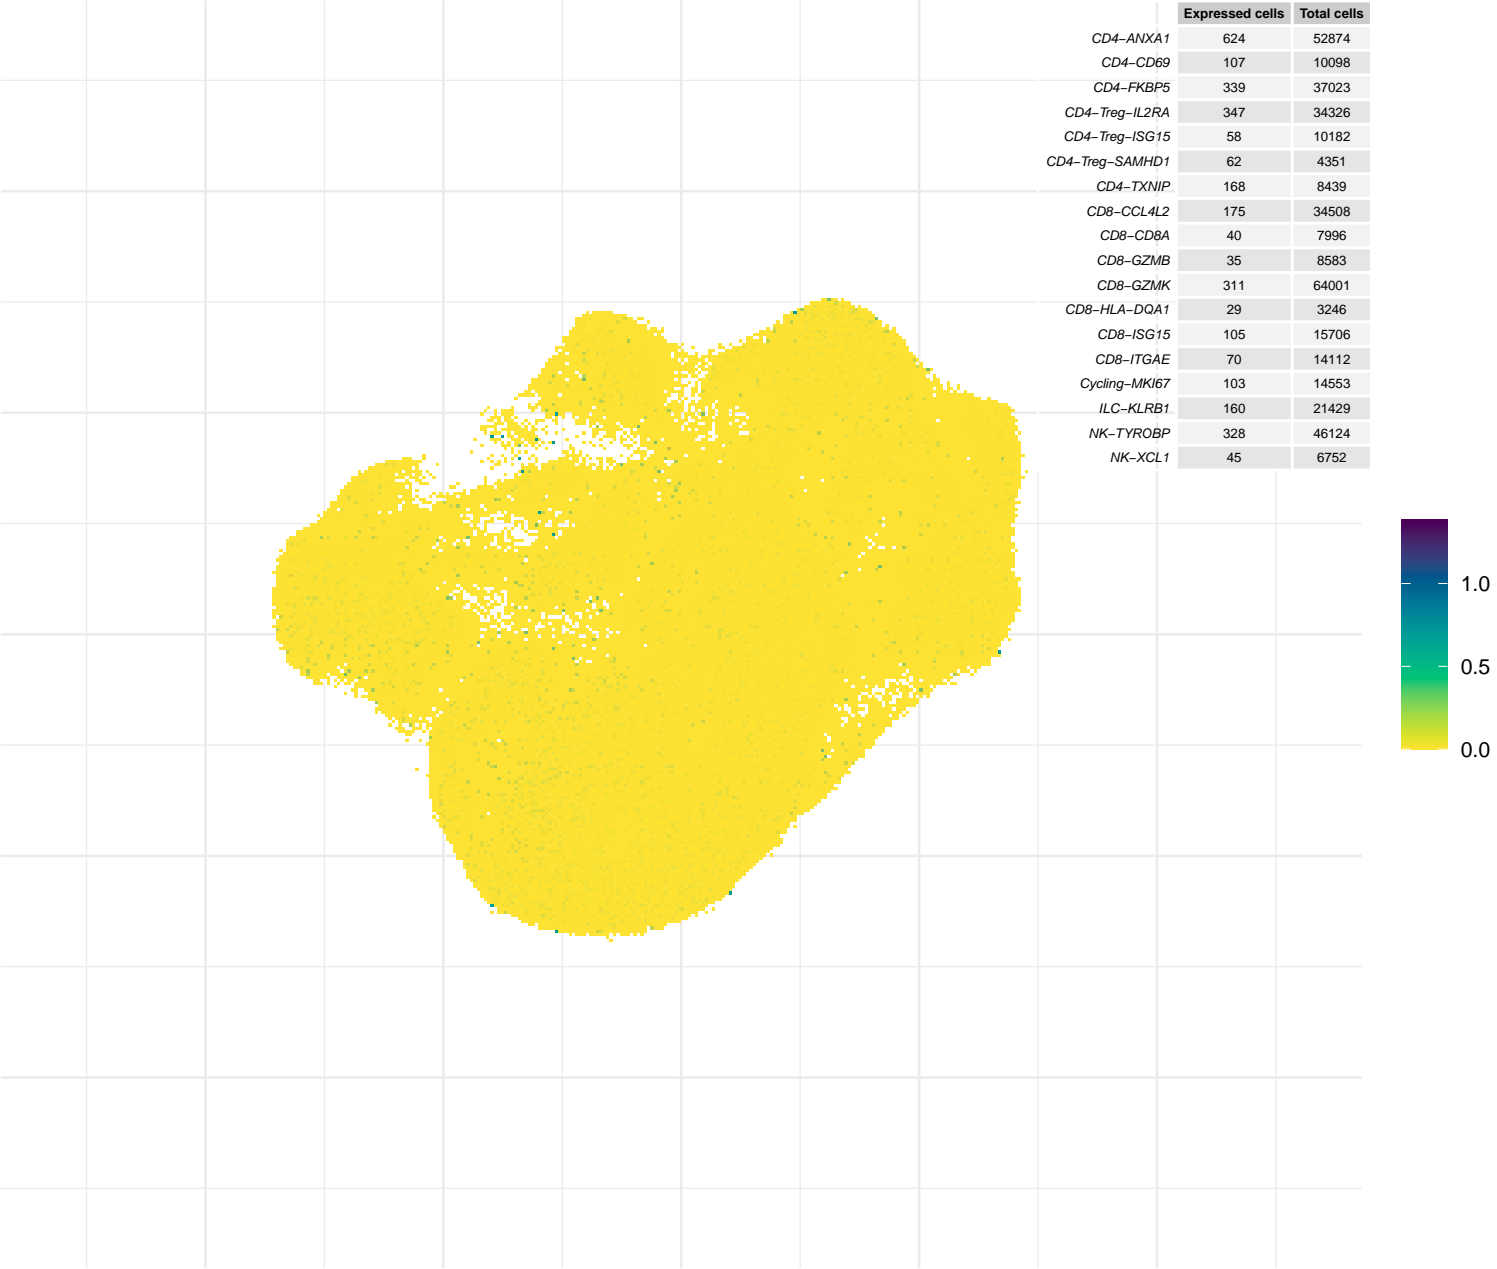 Expressed cells Total cells
CD4−ANXA1 624 52874
CD4−CD69 107 10098
CD4−FKBP5 339 37023
CD4−Treg−IL2RA 347 34326
CD4−Treg−ISG15 58 10182
CD4−Treg−SAMHD1 62 4351
CD4−TXNIP 168 8439
CD8−CCL4L2 175 34508
CD8−CD8A 40 7996
CD8−GZMB 35 8583
CD8−GZMK 311 64001
CD8−HLA−DQA1 29 3246
CD8−ISG15 105 15706
CD8−ITGAE 70 14112
Cycling−MKI67 103 14553
ILC−KLRB1 160 21429
NK−TYROBP 328 46124
NK−XCL1 45 6752
1.0
0.5
0.0